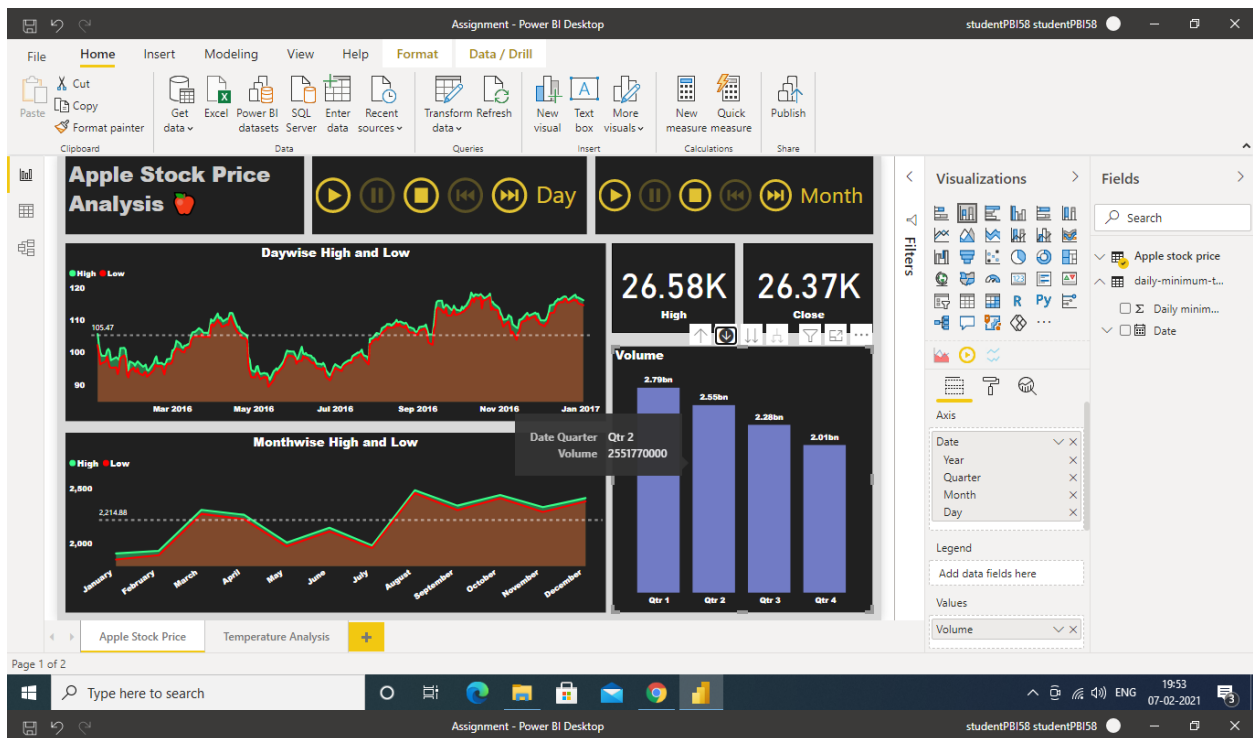 Assignment - Power BI Desktop
studentPBI58 studentPBI58
File Home Insert Modeling View Help Format Data / Drill
Paste
Cut
Copy
Format painter
Clipboard
Get data
Excel
Power BI datasets
SQL Server
Enter data
Recent sources
Data
Transform data
Refresh
Queries
New visual
Text box
More visuals
Insert
New measure
Quick measure
Calculations
Publish
Share
Apple Stock Price
Analysis
Day
Month
Daywise High and Low
High Low
120
110
100
90
105.47
Mar 2016 May 2016 Jul 2016 Sep 2016 Nov 2016 Jan 2017
26.58K
High
26.37K
Close
Monthwise High and Low
High Low
2,500
2,000
2,214.88
January February March April May June July August September October November December
Volume
2.79bn
2.55bn
2.28bn
2.01bn
Qtr 1 Qtr 2 Qtr 3 Qtr 4
Date Quarter Qtr 2
Volume 2551770000
Filters
Visualizations
R Py
123
Axis
Date
Year
Quarter
Month
Day
Legend
Add data fields here
Values
Volume
Fields
Search
Apple stock price
daily-minimum-t...
Σ Daily minim...
Date
Apple Stock Price
Temperature Analysis
+
Page 1 of 2
Type here to search
ENG
19:53
07-02-2021
3
Assignment - Power BI Desktop
studentPBI58 studentPBI58